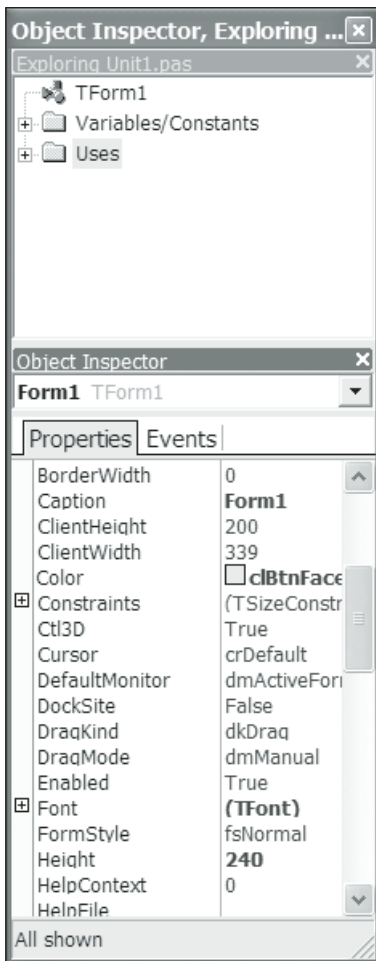 Object Inspector, Exploring ...
Exploring Unit1.pas
TForm1
Variables/Constants
Uses
Object Inspector
Form1 TForm1
Properties Events
BorderWidth 0
Caption Form1
ClientHeight 200
ClientWidth 339
Color clBtnFace
Constraints (TSizeConstr
Ctl3D True
Cursor crDefault
DefaultMonitor dmActiveFor
DockSite False
DragKind dkDrag
DragMode dmManual
Enabled True
Font (TFont)
FormStyle fsNormal
Height 240
HelpContext 0
HelpFile
All shown